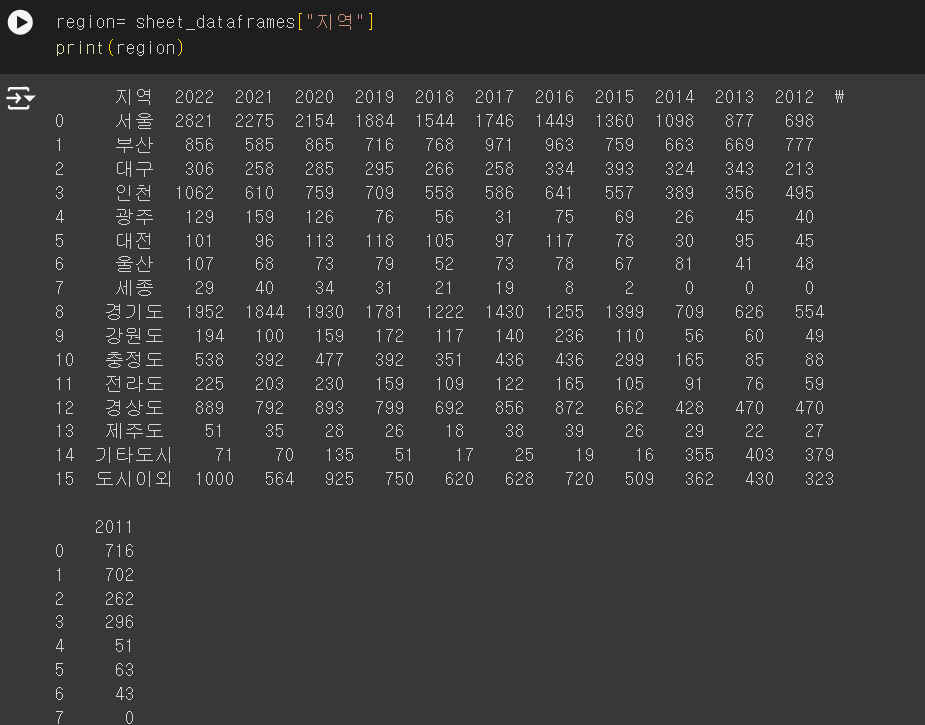 region= sheet_dataframes["지역"]
print(region)
지역 2022 2021 2020 2019 2018 2017 2016 2015 2014 2013 2012 ₩
0 서울 2821 2275 2154 1884 1544 1746 1449 1360 1098 877 698
1 부산 856 585 865 716 768 971 963 759 663 669 777
2 대구 306 258 285 295 266 258 334 393 324 343 213
3 인천 1062 610 759 709 558 586 641 557 389 356 495
4 광주 129 159 126 76 56 31 75 69 26 45 40
5 대전 101 96 113 118 105 97 117 78 30 95 45
6 울산 107 68 73 79 52 73 78 67 81 41 48
7 세종 29 40 34 31 21 19 8 2 0 0 0
8 경기도 1952 1844 1930 1781 1222 1430 1255 1399 709 626 554
9 강원도 194 100 159 172 117 140 236 110 56 60 49
10 충청도 538 392 477 392 351 436 436 299 165 85 88
11 전라도 225 203 230 159 109 122 165 105 91 76 59
12 경상도 889 792 893 799 692 856 872 662 428 470 470
13 제주도 51 35 28 26 18 38 39 26 29 22 27
14 기타도시 71 70 135 51 17 25 19 16 355 403 379
15 도시이외 1000 564 925 750 620 628 720 509 362 430 323
2011
0 716
1 702
2 262
3 296
4 51
5 63
6 43
7 0